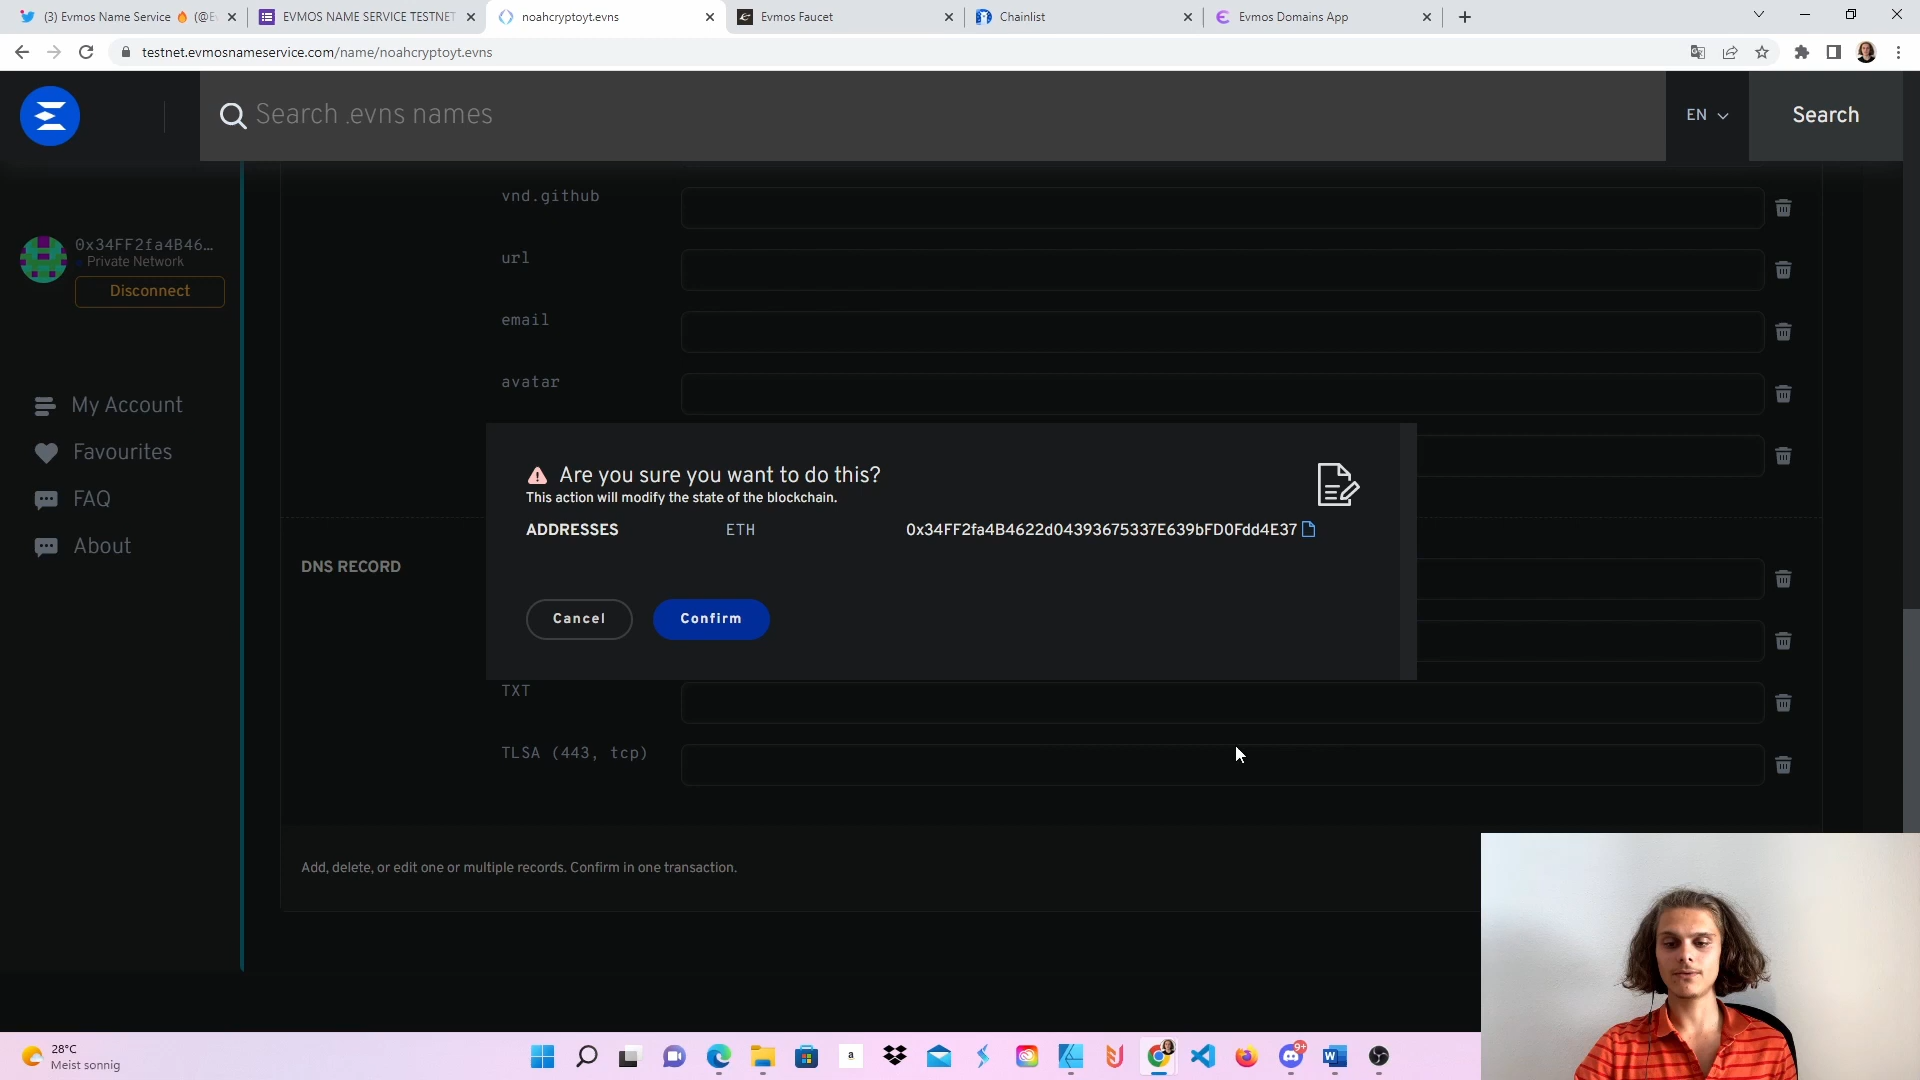 (3) Evmos Name Service 🔥 (@E
EVMOS NAME SERVICE TESTNET
noahcryptoyt.evns
Evmos Faucet
Chainlist
Evmos Domains App
testnet.evmosnameservice.com/name/noahcryptoyt.evns
Search .evns names
EN
Search
0x34FF2fa4B46...
Private Network
Disconnect
My Account
Favourites
FAQ
About
vnd.github
url
email
avatar
Are you sure you want to do this?
This action will modify the state of the blockchain.
ADDRESSES
ETH
0x34FF2fa4B4622d04393675337E639bFD0Fdd4E37
Cancel
Confirm
DNS RECORD
TXT
TLSA (443, tcp)
Add, delete, or edit one or multiple records. Confirm in one transaction.
28°C
Meist sonnig
a
9+